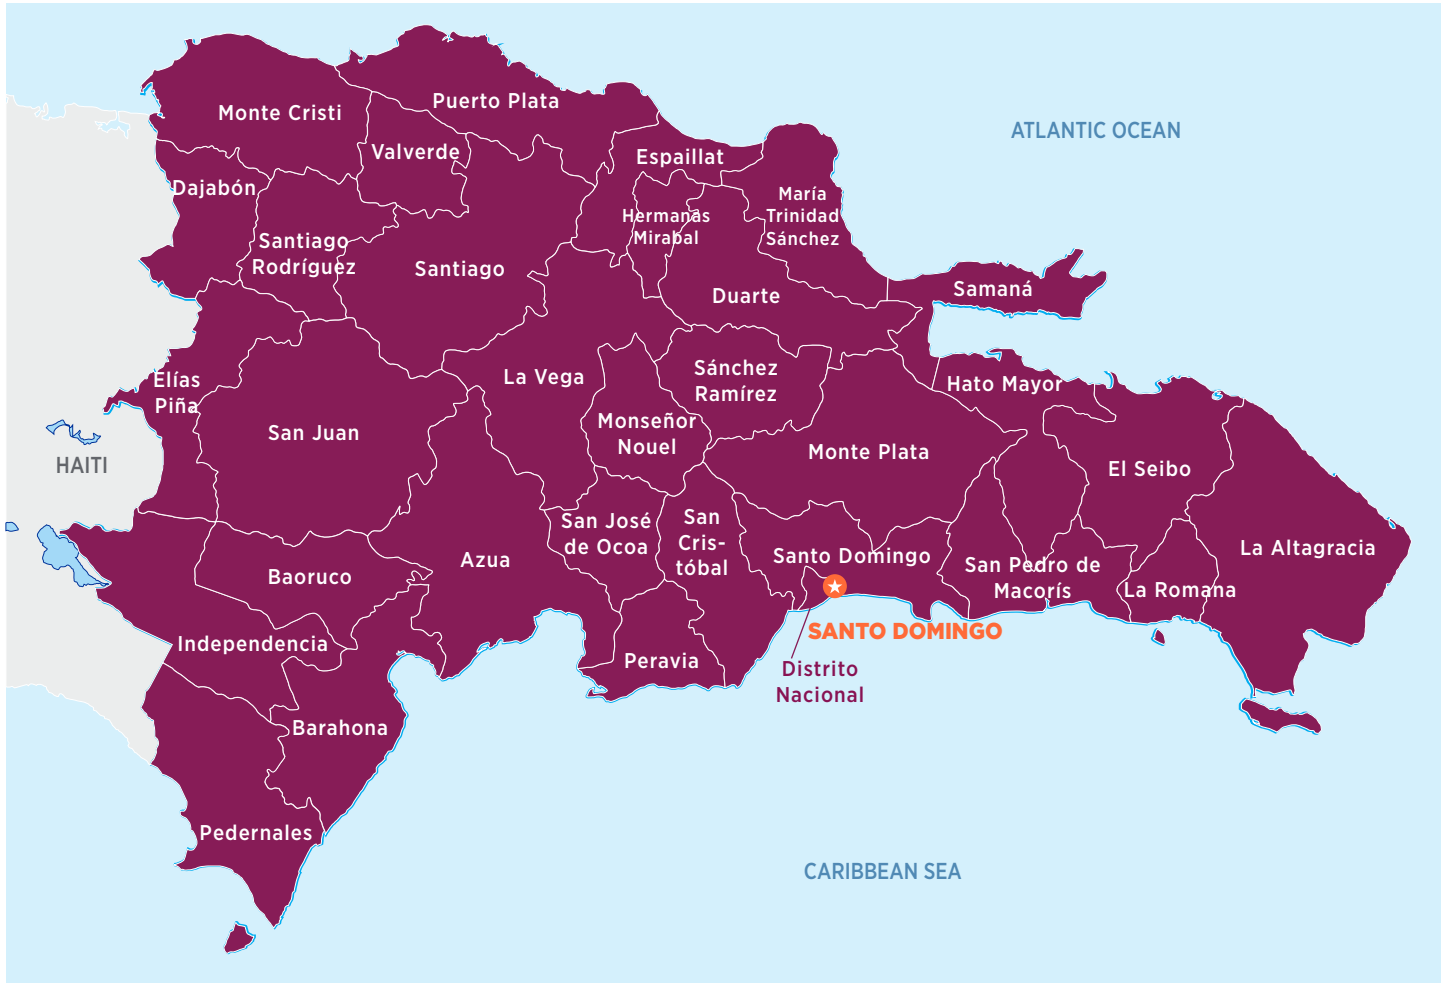 Puerto Plata
Monte Cristi
ATLANTIC OCEAN
Valverde
Espaillat
Dajabón
María
Trinidad
Sánchez
Hermanas
Mirabal
Santiago
Rodríguez
Santiago
Samaná
Duarte
Sánchez
Ramírez
La Vega
Elías
Piña
Hato Mayor
Monseñor
Nouel
San Juan
Monte Plata
HAITI
El Seibo
San José
de Ocoa
San
Cris-
tóbal
La Altagracia
Santo Domingo
Azua
San Pedro de
Macorís
Baoruco
La Romana
SANTO DOMINGO
Independencia
Peravia
Distrito
Nacional
Barahona
Pedernales
CARIBBEAN SEA